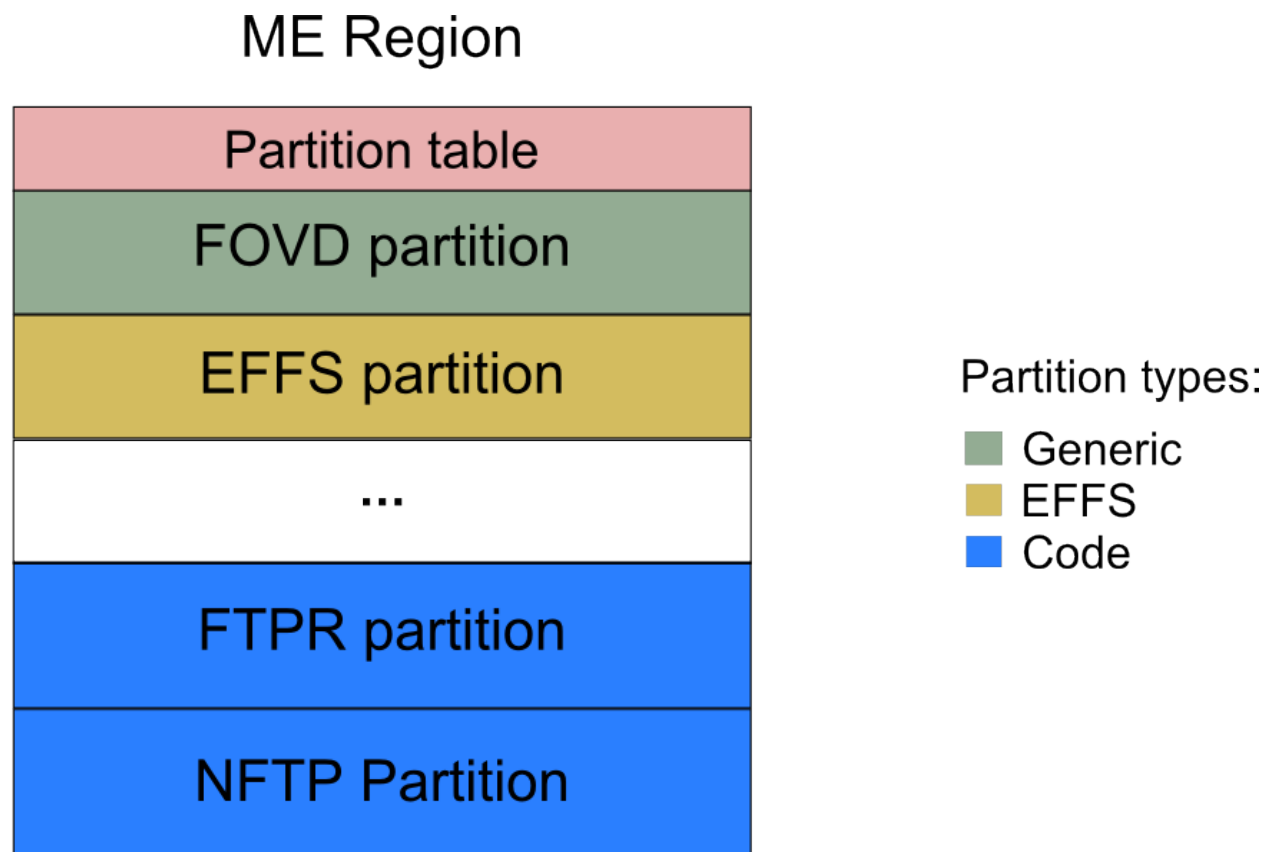 ME Region
Partition table
FOVD partition
EFFS partition
...
FTPR partition
NFTP Partition
Partition types:
Generic
EFFS
Code